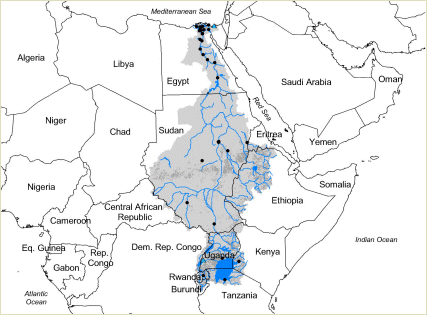 Mediterranean Sea
Algeria
Libya
Egypt
Saudi Arabia
Oman
Red Sea
Niger
Chad
Sudan
Eritrea
Yemen
Nigeria
Somalia
Ethiopia
Central African
Republic
Cameroon
Indian Ocean
Eq. Guinea
Rep.
Congo
Dem. Rep. Congo
Uganda
Kenya
Gabon
Rwanda
Burundi
Atlantic
Ocean
Tanzania